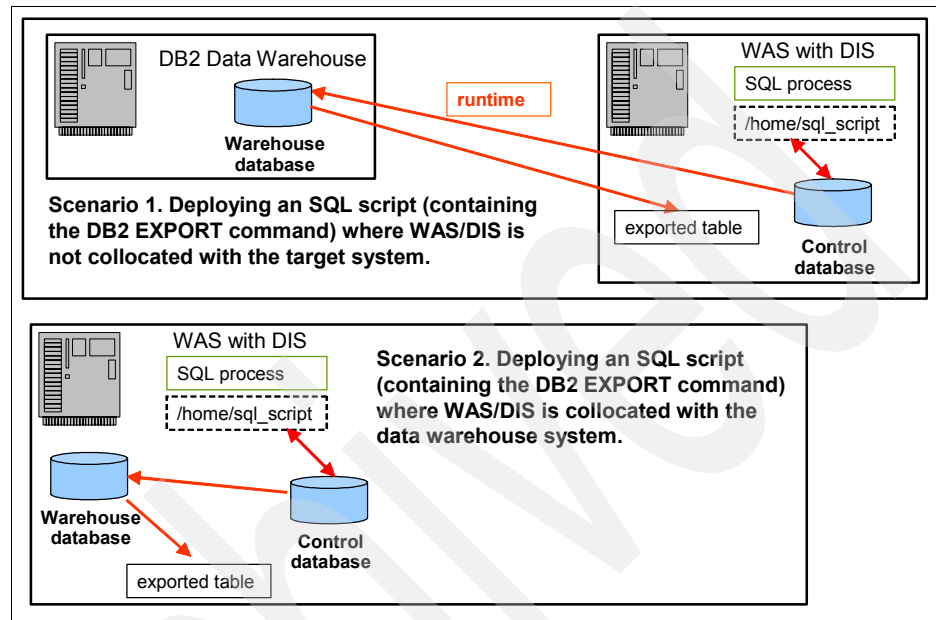 DB2 Data Warehouse
Warehouse
database
runtime
WAS with DIS
SQL process
/home/sql_script
exported table
Control
database
Scenario 1. Deploying an SQL script (containing
the DB2 EXPORT command) where WAS/DIS is
not collocated with the target system.
WAS with DIS
SQL process
/home/sql_script
Scenario 2. Deploying an SQL script
(containing the DB2 EXPORT command)
where WAS/DIS is collocated with the
data warehouse system.
Warehouse
database
Control
database
exported table